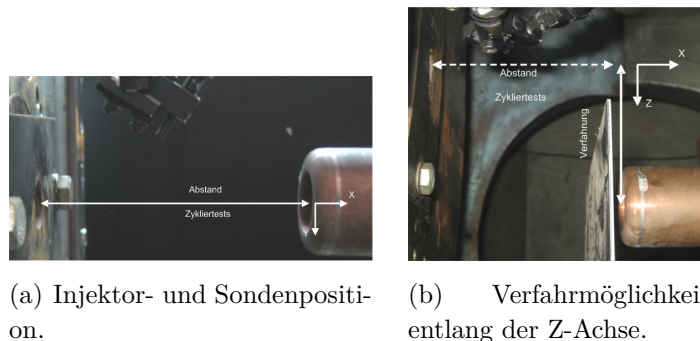 Abstand
Zykliertests
X
Y
Abstand
Zykliertests
X
Z
Verfahrung
(a) Injektor- und Sondenpositi-
on.
(b) Verfahrmöglichkei
entlang der Z-Achse.